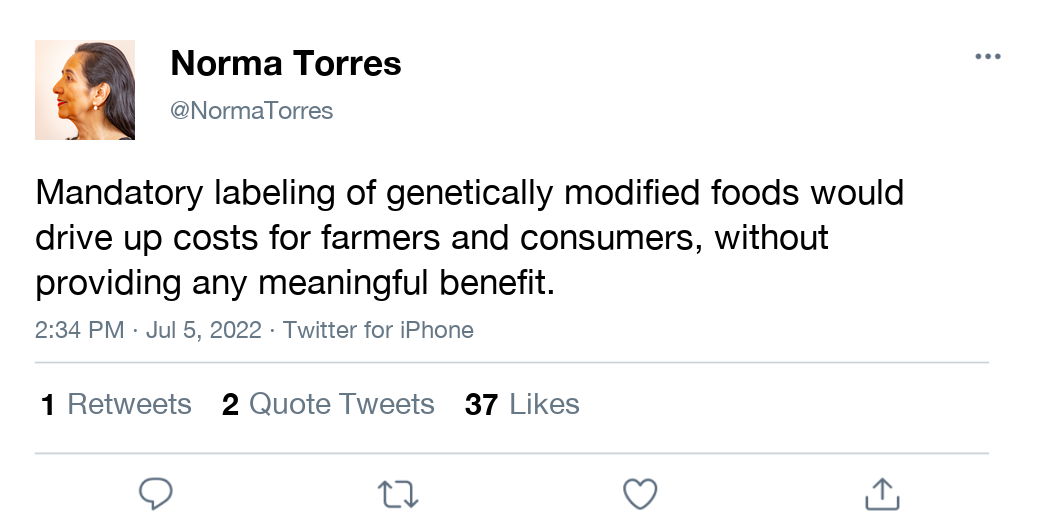 Norma Torres
@NormaTorres
Mandatory labeling of genetically modified foods would
drive up costs for farmers and consumers, without
providing any meaningful benefit.
2:34 PM · Jul 5, 2022 · Twitter for iPhone
1 Retweets 2 Quote Tweets 37 Likes